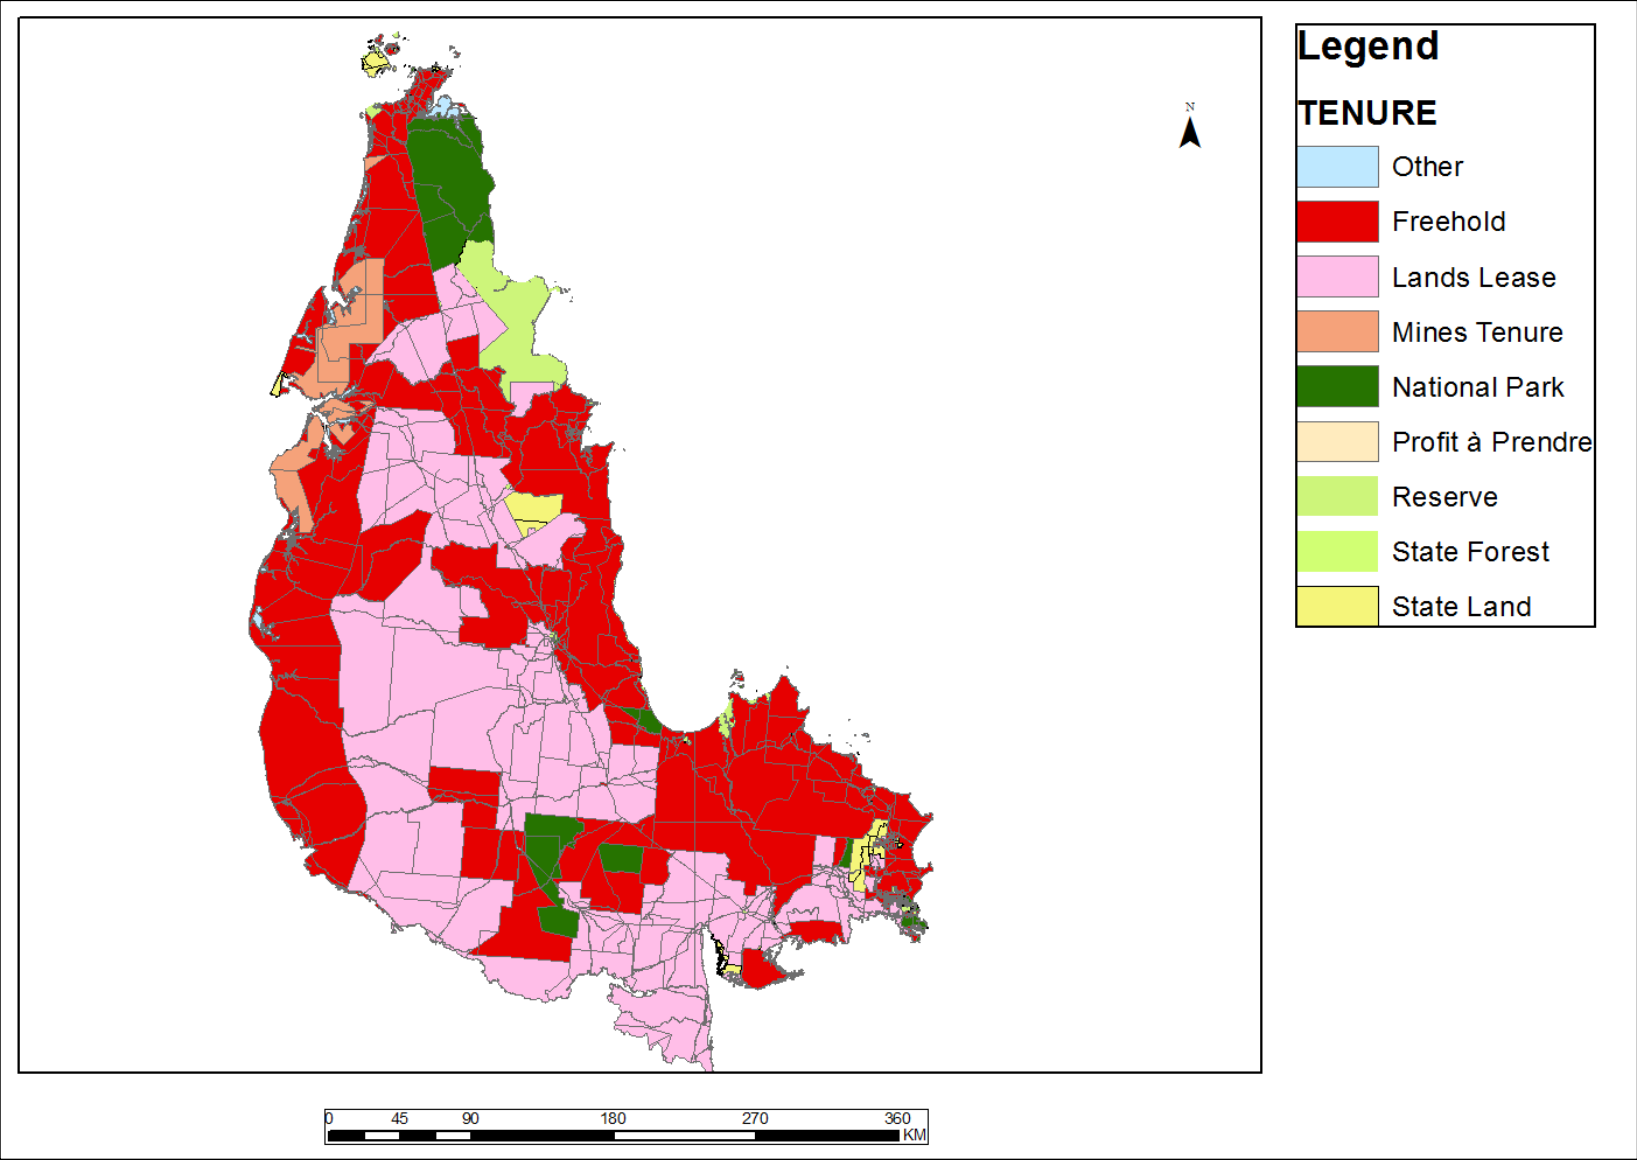 N
Legend
TENURE
Other
Freehold
Lands Lease
Mines Tenure
National Park
Profit à Prendre
Reserve
State Forest
State Land
0 45 90 180 270 360
KM